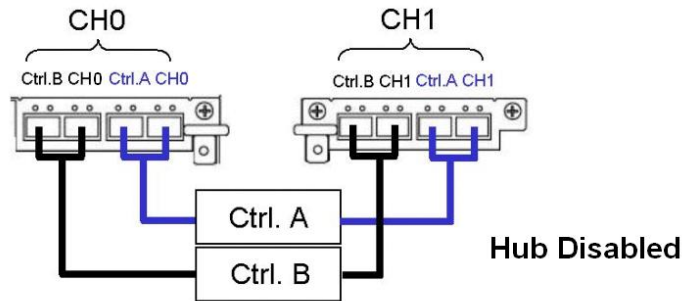 CH0 CH1
Ctrl.B CH0 Ctrl.A CH0 Ctrl.B CH1 Ctrl.A CH1
Ctrl. A
Hub Disabled
Ctrl. B